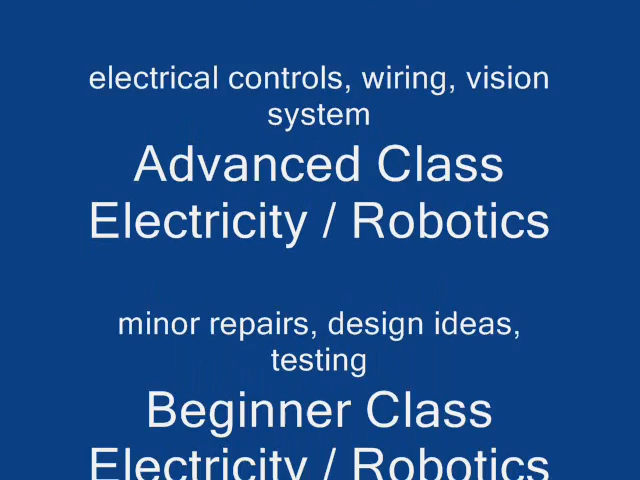 electrical controls, wiring, vision
system
Advanced Class
Electricity / Robotics
minor repairs, design ideas,
testing
Beginner Class
Electricity / Robotics